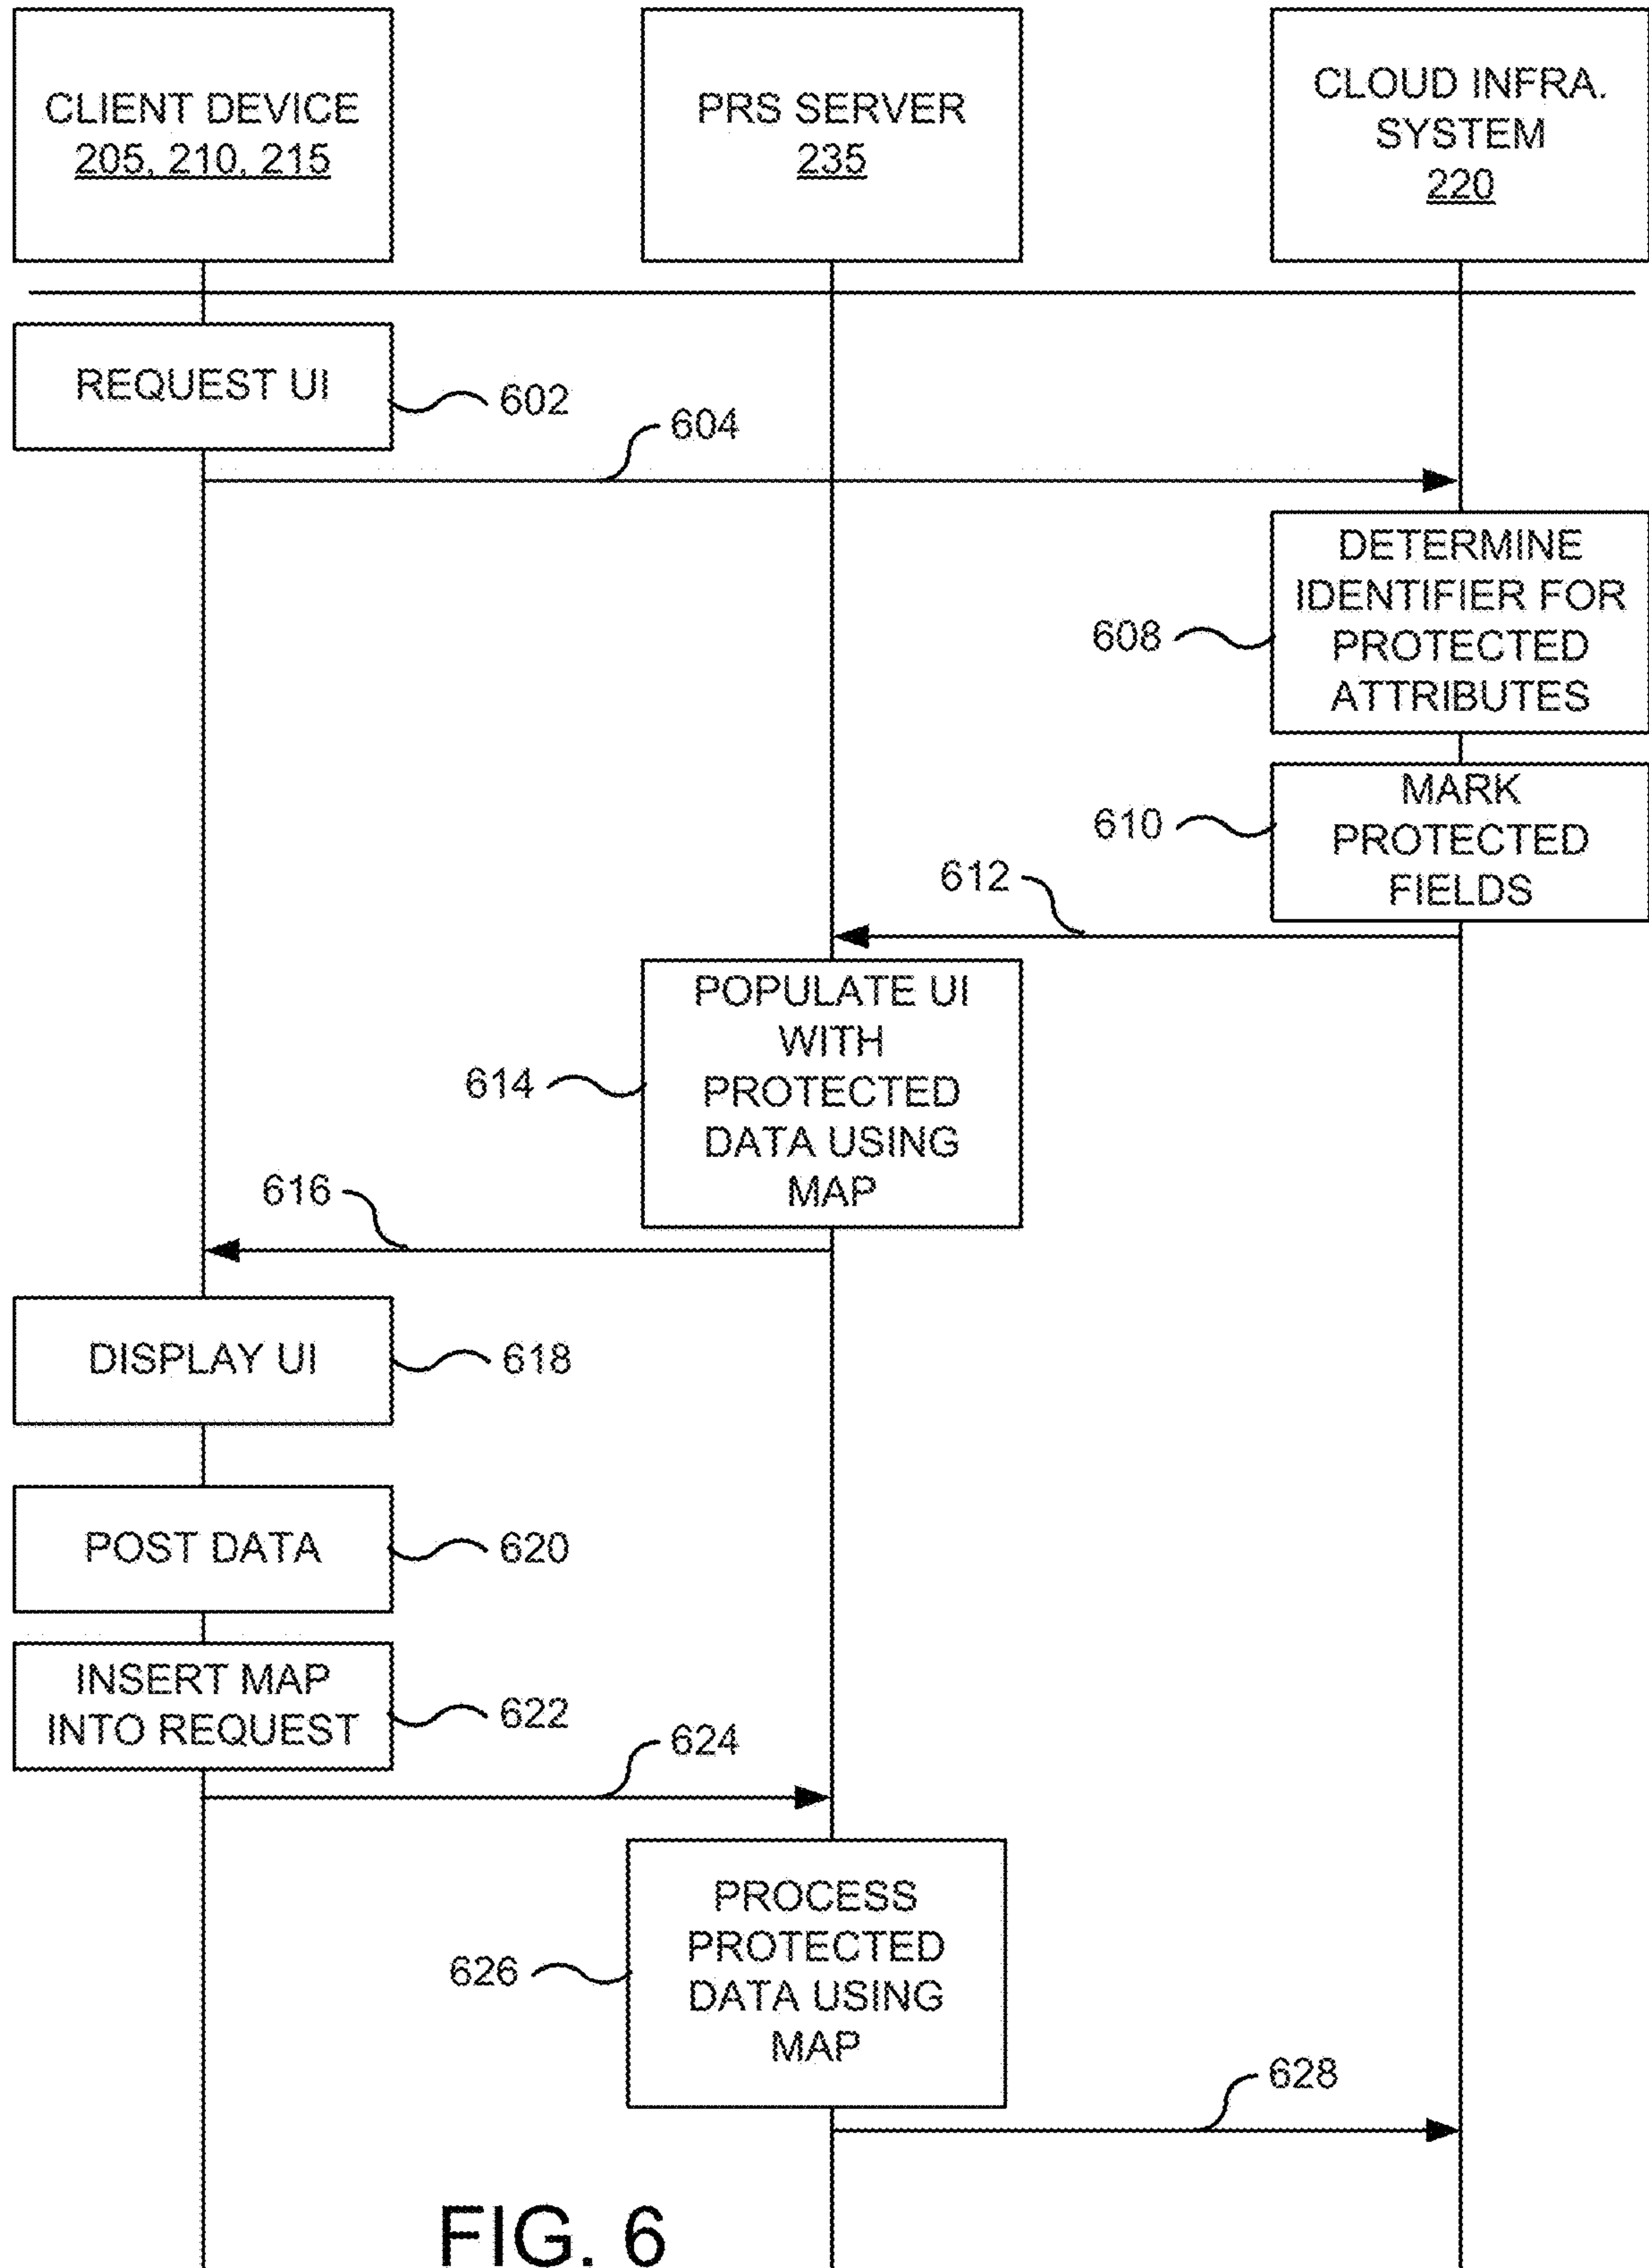 CLIENT DEVICE
205, 210, 215
PRS SERVER
235
CLOUD INFRA.
SYSTEM
220
REQUEST UI
602
604
DETERMINE
IDENTIFIER FOR
PROTECTED
ATTRIBUTES
608
MARK
PROTECTED
FIELDS
610
612
POPULATE UI
WITH
PROTECTED
DATA USING
MAP
614
616
DISPLAY UI
618
POST DATA
620
INSERT MAP
INTO REQUEST
622
624
PROCESS
PROTECTED
DATA USING
MAP
626
628
FIG. 6